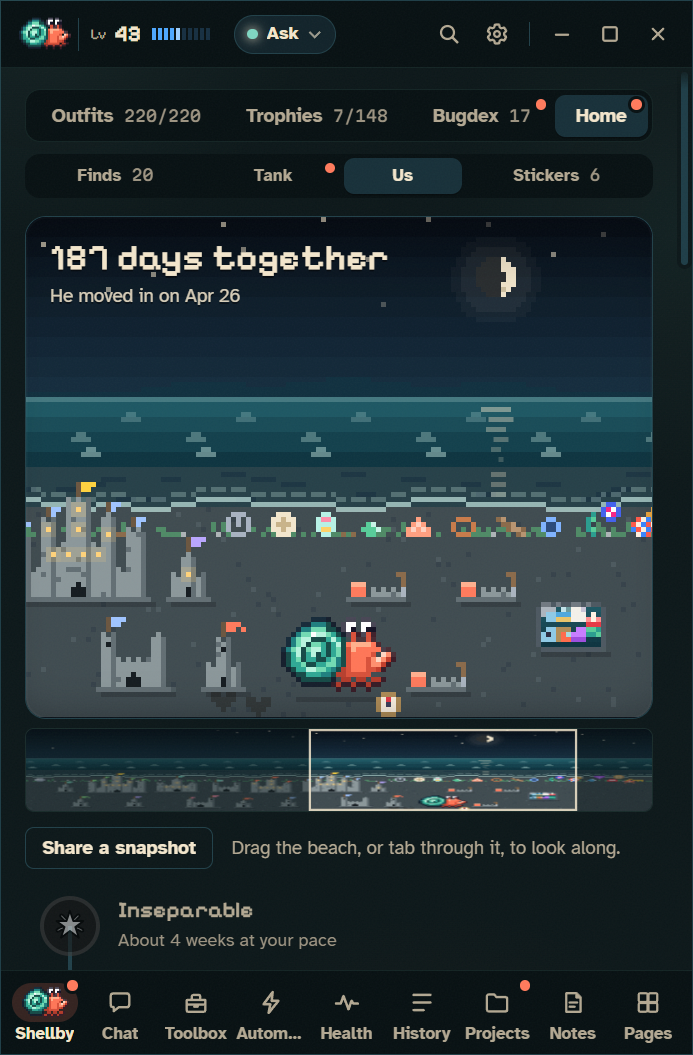 Lv 43 Ask
Outfits 220/220 Trophies 7/148 Bugdex 17 Home
Finds 20 Tank Us Stickers 6
187 days together
He moved in on Apr 26
Share a snapshot Drag the beach, or tab through it, to look along.
Inseparable
About 4 weeks at your pace
Shellby Chat Toolbox Autom... Health History Projects Notes Pages